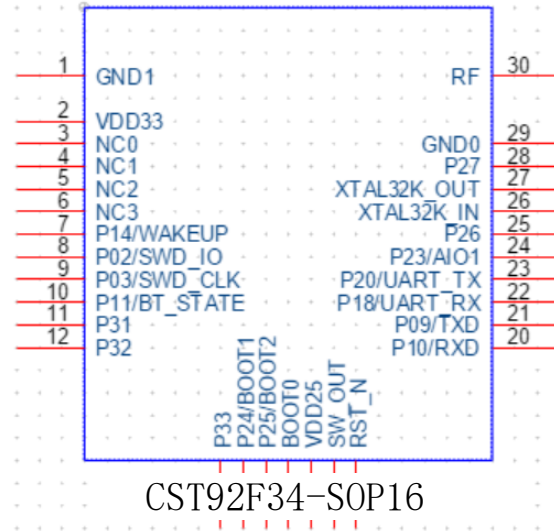 1 GND1 RF 30
2 VDD33
3 NC0 GND0 29
4 NC1 P27 28
5 NC2 XTAL32K_OUT 27
6 NC3 XTAL32K_IN 26
7 P14/WAKEUP P26 25
8 P02/SWD_IO P23/AIO1 24
9 P03/SWD_CLK P20/UART_TX 23
10 P11/BT_STATE P18/UART_RX 22
11 P31 P09/TXD 21
12 P32 P10/RXD 20
P33
P24/BOOT1
P25/BOOT2
BOOT0
VDD25
SW_OUT
RST_N
CST92F34-SOP16